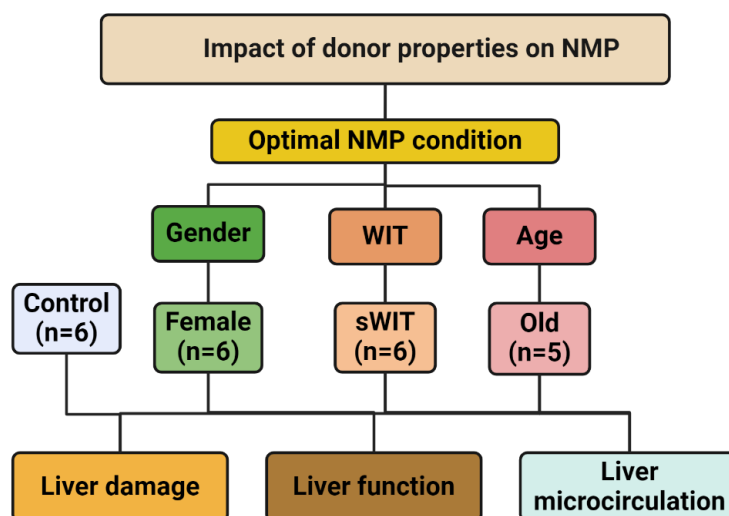 Impact of donor properties on NMP
Optimal NMP condition
Gender
WIT
Age
Control
(n=6)
Female
(n=6)
sWIT
(n=6)
Old
(n=5)
Liver damage
Liver function
Liver
microcirculation